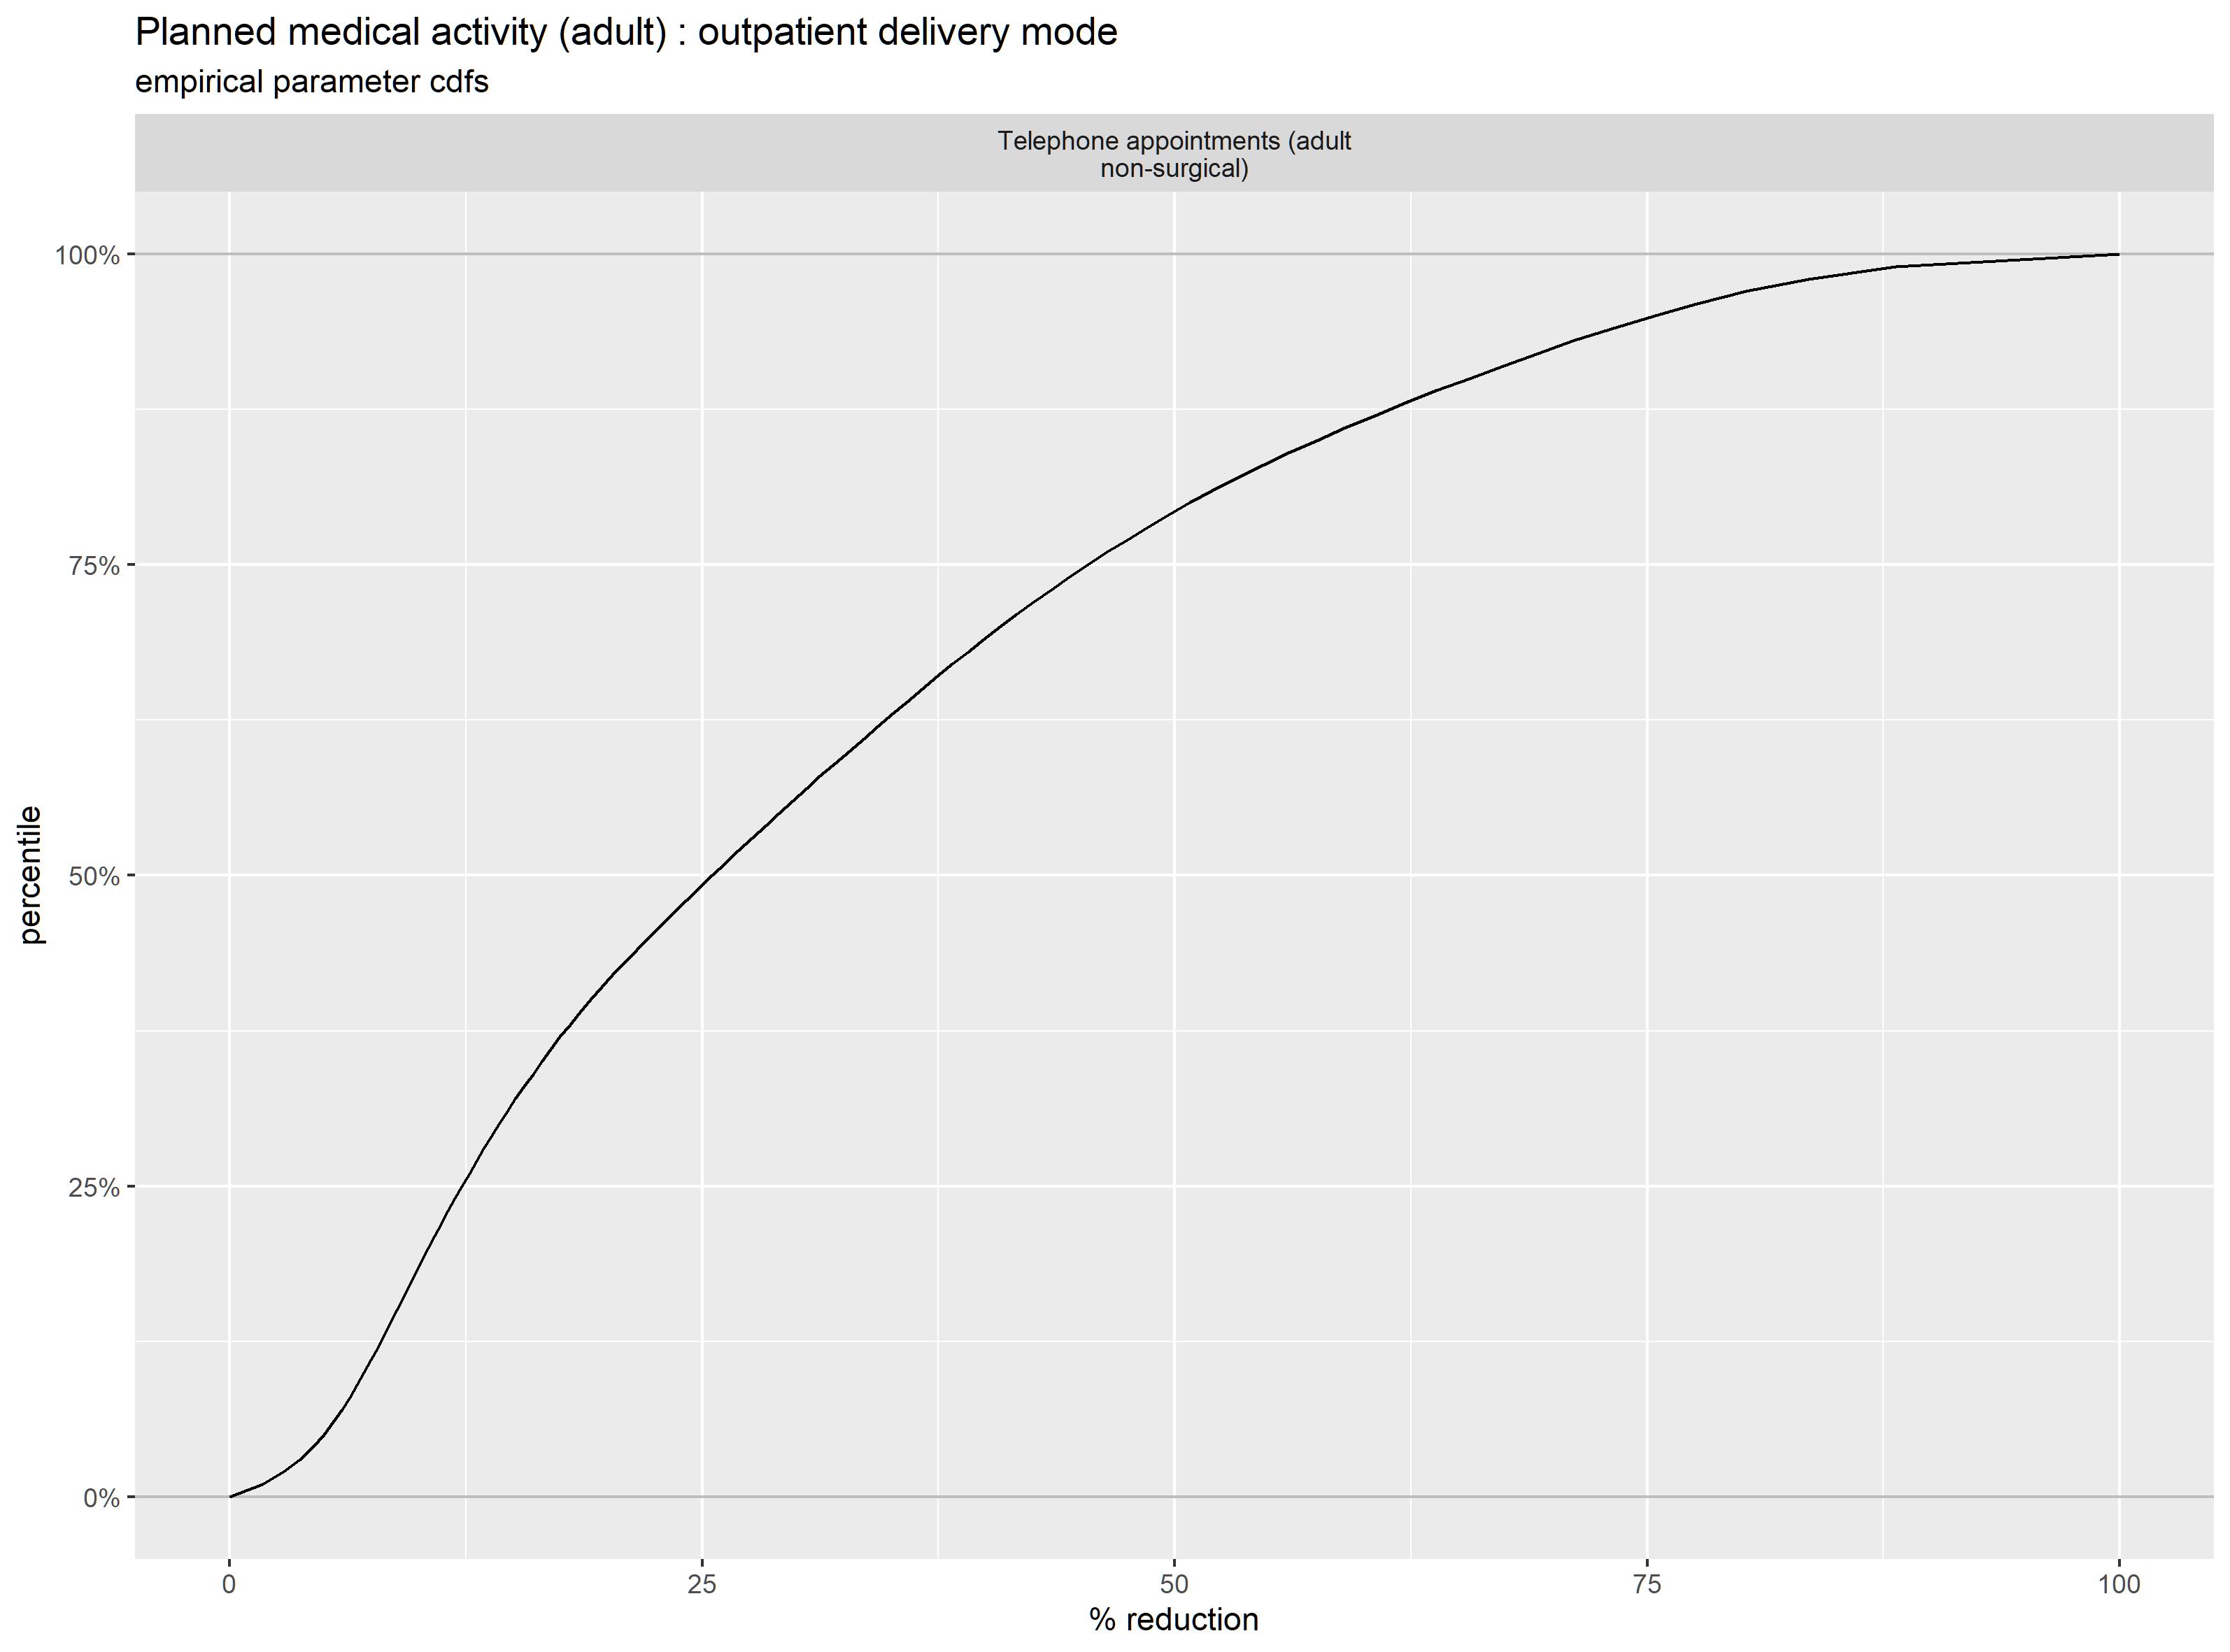 Planned medical activity (adult) : outpatient delivery mode
empirical parameter cdfs
Telephone appointments (adult
non-surgical)
100%
75%
50%
25%
0%
percentile
0 25 50 75 100
% reduction